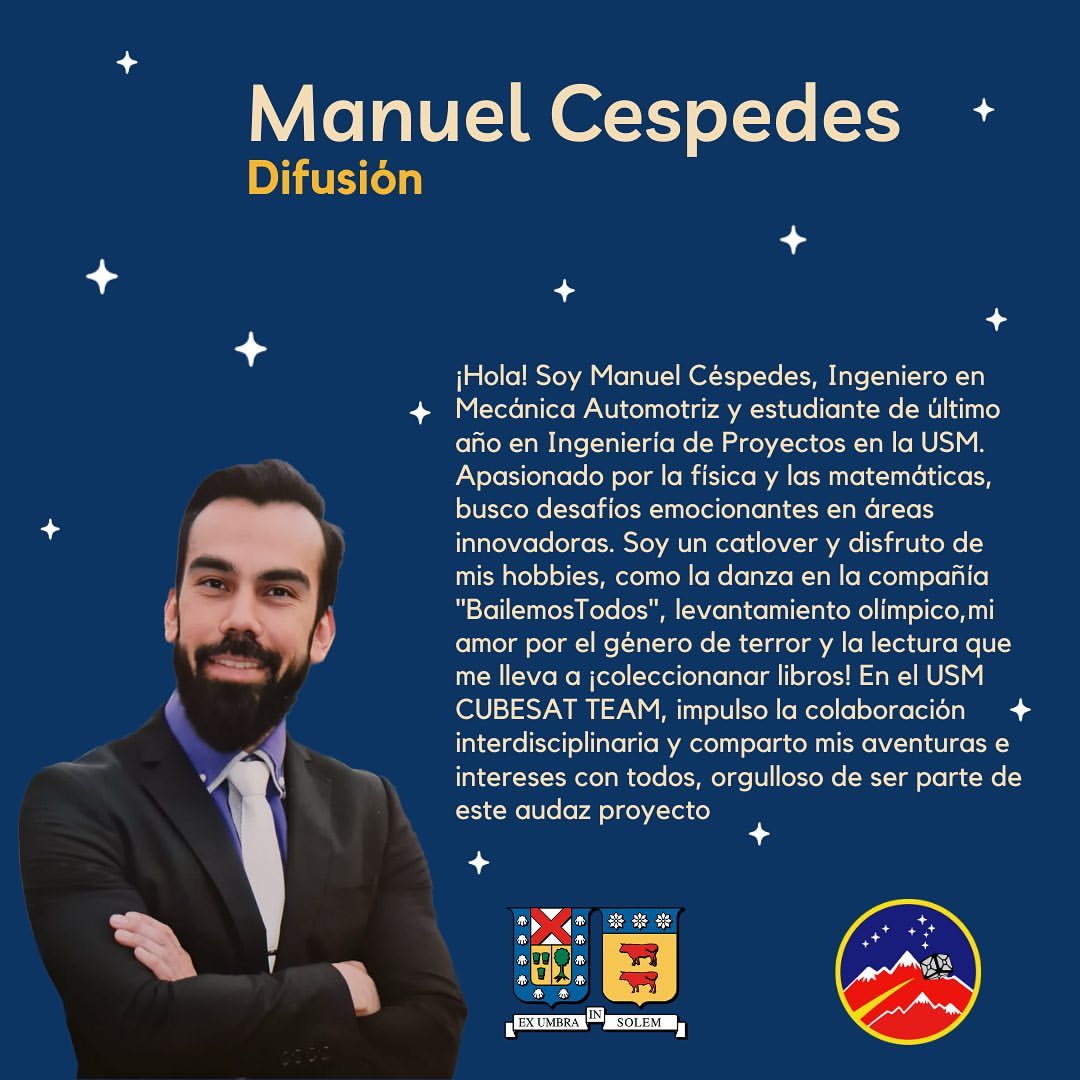 Manuel Cespedes
Difusión
¡Hola! Soy Manuel Céspedes, Ingeniero en
Mecánica Automotriz y estudiante de último
año en Ingeniería de Proyectos en la USM.
Apasionado por la física y las matemáticas,
busco desafíos emocionantes en áreas
innovadoras. Soy un catlover y disfruto de
mis hobbies, como la danza en la compañía
"BailemosTodos", levantamiento olímpico,mi
amor por el género de terror y la lectura que
me lleva a ¡coleccionanar libros! En el USM
CUBESAT TEAM, impulso la colaboración
interdisciplinaria y comparto mis aventuras e
intereses con todos, orgulloso de ser parte de
este audaz proyecto
EX UMBRA IN SOLEM